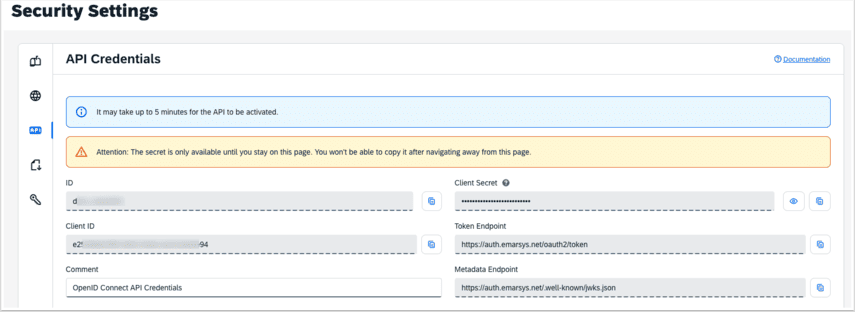 Security Settings
API Credentials
Documentation
It may take up to 5 minutes for the API to be activated.
Attention: The secret is only available until you stay on this page. You won't be able to copy it after navigating away from this page.
API
ID
Client Secret
d
••••••••••••••••••••••••••
Client ID
Token Endpoint
94
https://auth.emarsys.net/oauth2/token
Comment
Metadata Endpoint
OpenID Connect API Credentials
https://auth.emarsys.net/.well-known/jwks.json